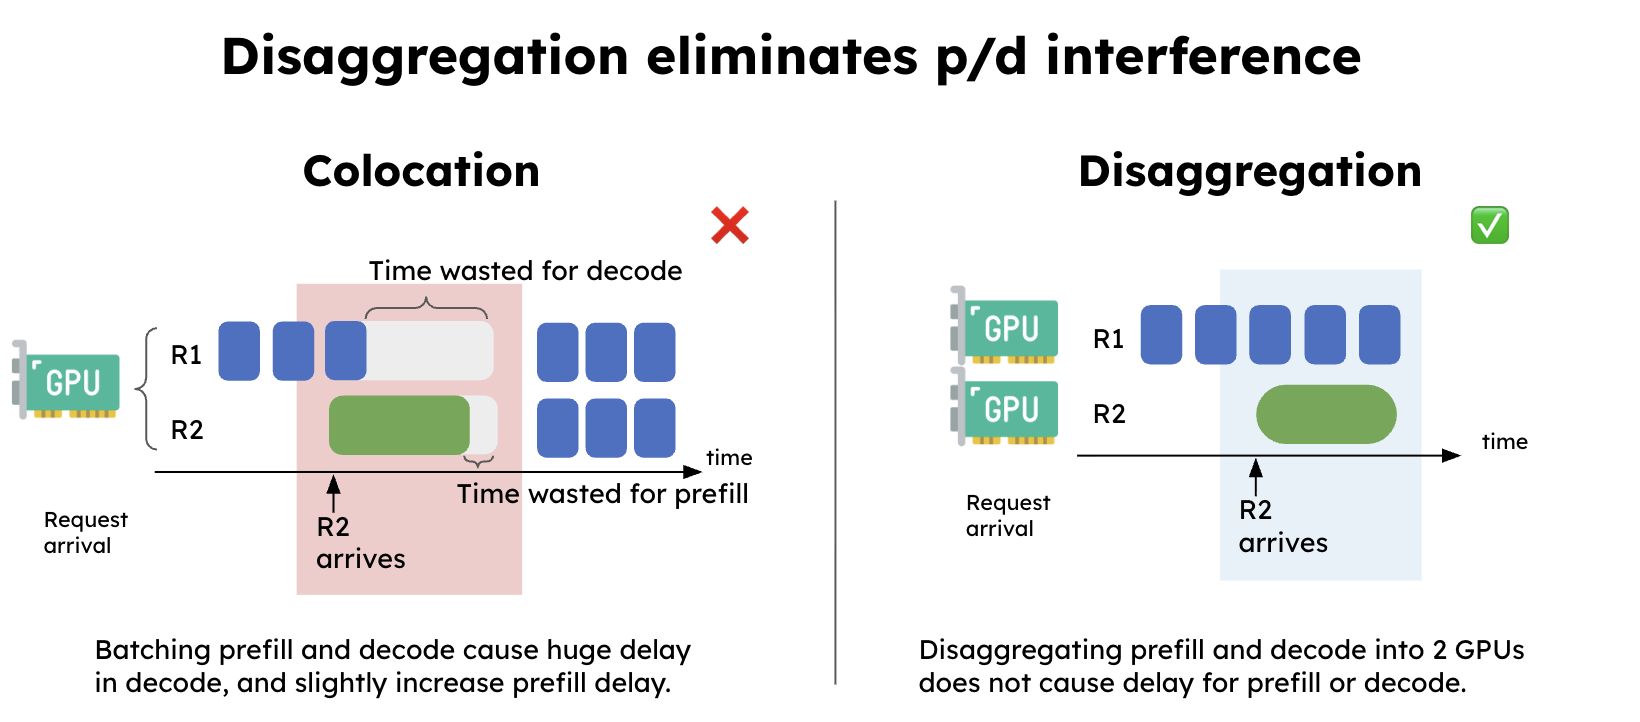 Disaggregation eliminates p/d interference
Colocation
Time wasted for decode
GPU
R1
R2
time
Time wasted for prefill
Request
arrival
R2
arrives
Batching prefill and decode cause huge delay
in decode, and slightly increase prefill delay.
Disaggregation
GPU
R1
GPU
R2
time
Request
arrival
R2
arrives
Disaggregating prefill and decode into 2 GPUs
does not cause delay for prefill or decode.